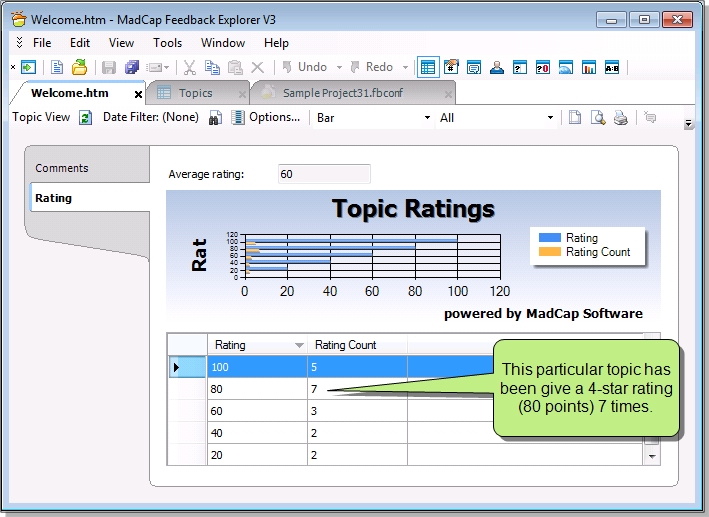 Welcome.htm - MadCap Feedback Explorer V3
File Edit View Tools Window Help
Undo Redo
Welcome.htm Topics Sample Project31.fbconf
Topic View Date Filter: (None) Options... Bar All
Comments
Rating
Average rating: 60
Topic Ratings
Rat
120
100
80
60
40
20
0
0 20 40 60 80 100 120
Rating
Rating Count
powered by MadCap Software
Rating Rating Count
100 5
80 7
60 3
40 2
20 2
This particular topic has
been give a 4-star rating
(80 points) 7 times.